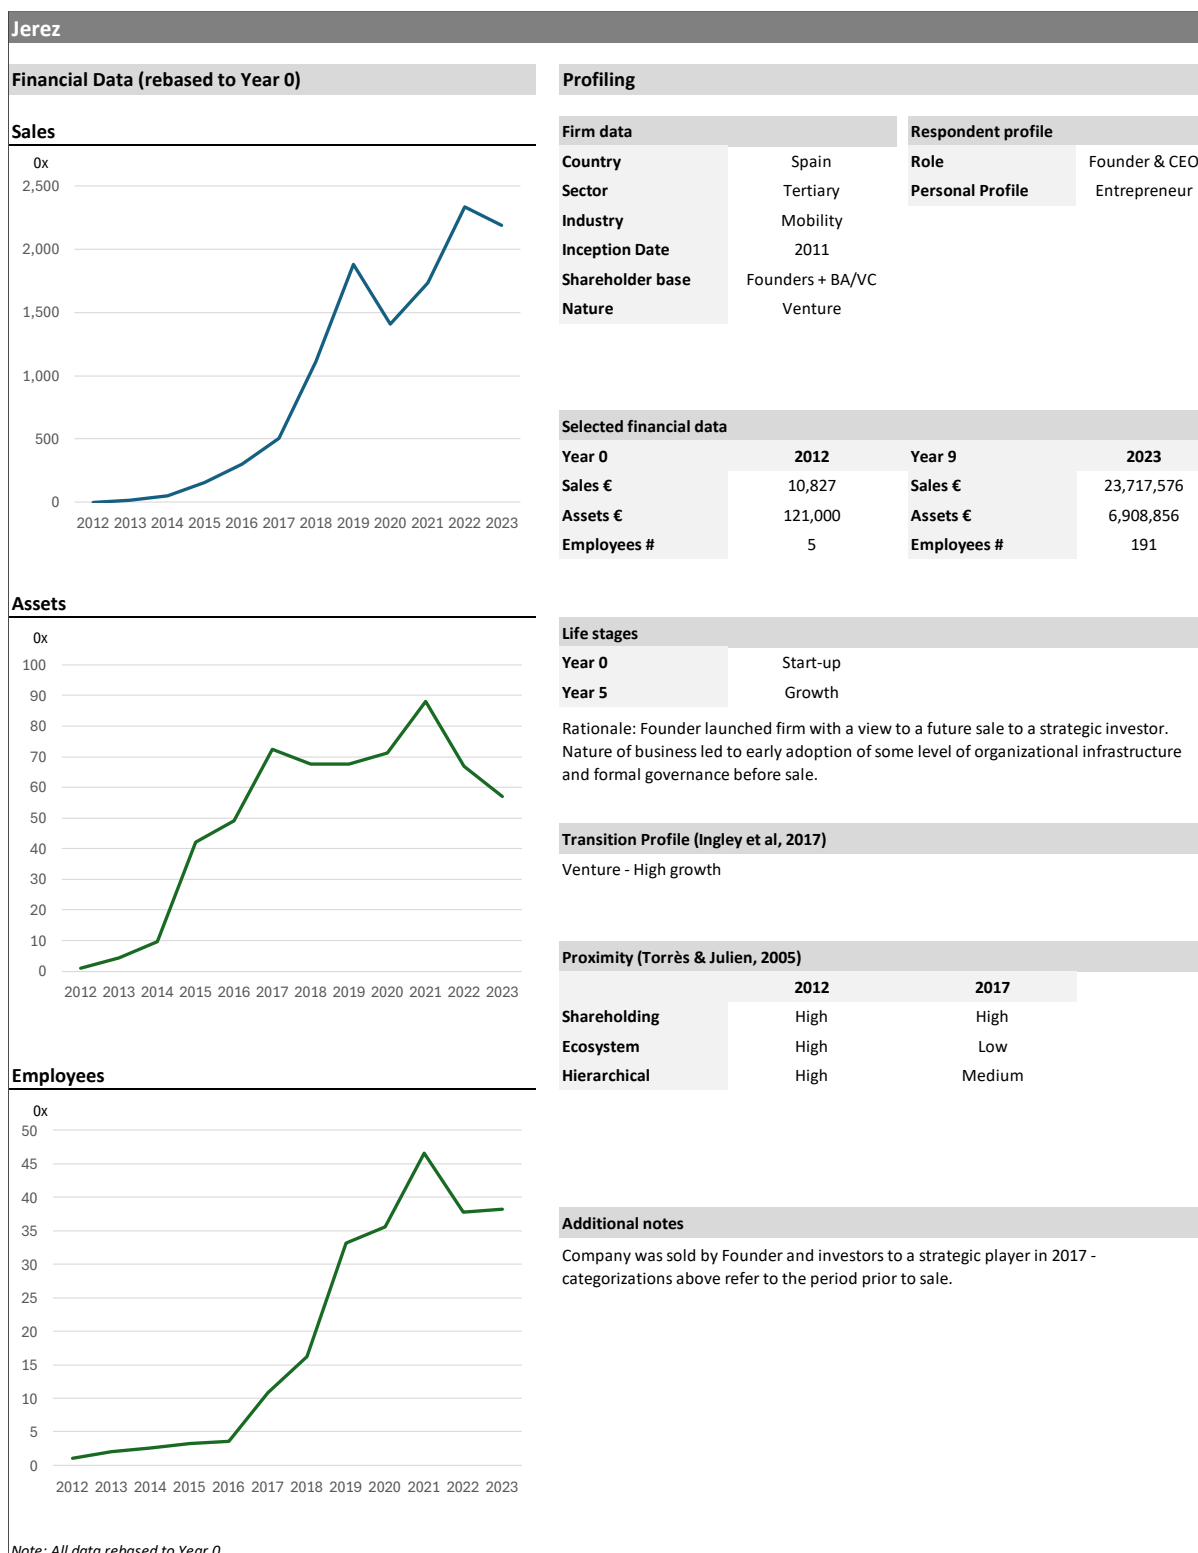 Jerez
Financial Data (rebased to Year 0)
Sales
0x
2,500
2,000
1,500
1,000
500
0
2012 2013 2014 2015 2016 2017 2018 2019 2020 2021 2022 2023
Assets
0x
100
90
80
70
60
50
40
30
20
10
0
2012 2013 2014 2015 2016 2017 2018 2019 2020 2021 2022 2023
Employees
0x
50
45
40
35
30
25
20
15
10
5
0
2012 2013 2014 2015 2016 2017 2018 2019 2020 2021 2022 2023
Note: All data rebased to Year 0
Profiling
Firm data
Country Spain
Sector Tertiary
Industry Mobility
Inception Date 2011
Shareholder base Founders + BA/VC
Nature Venture
Respondent profile
Role Founder & CEO
Personal Profile Entrepreneur
Selected financial data
Year 0 2012 Year 9 2023
Sales € 10,827 Sales € 23,717,576
Assets € 121,000 Assets € 6,908,856
Employees # 5 Employees # 191
Life stages
Year 0 Start-up
Year 5 Growth
Rationale: Founder launched firm with a view to a future sale to a strategic investor.
Nature of business led to early adoption of some level of organizational infrastructure
and formal governance before sale.
Transition Profile (Ingley et al, 2017)
Venture - High growth
Proximity (Torrès & Julien, 2005)
2012 2017
Shareholding High High
Ecosystem High Low
Hierarchical High Medium
Additional notes
Company was sold by Founder and investors to a strategic player in 2017 -
categorizations above refer to the period prior to sale.